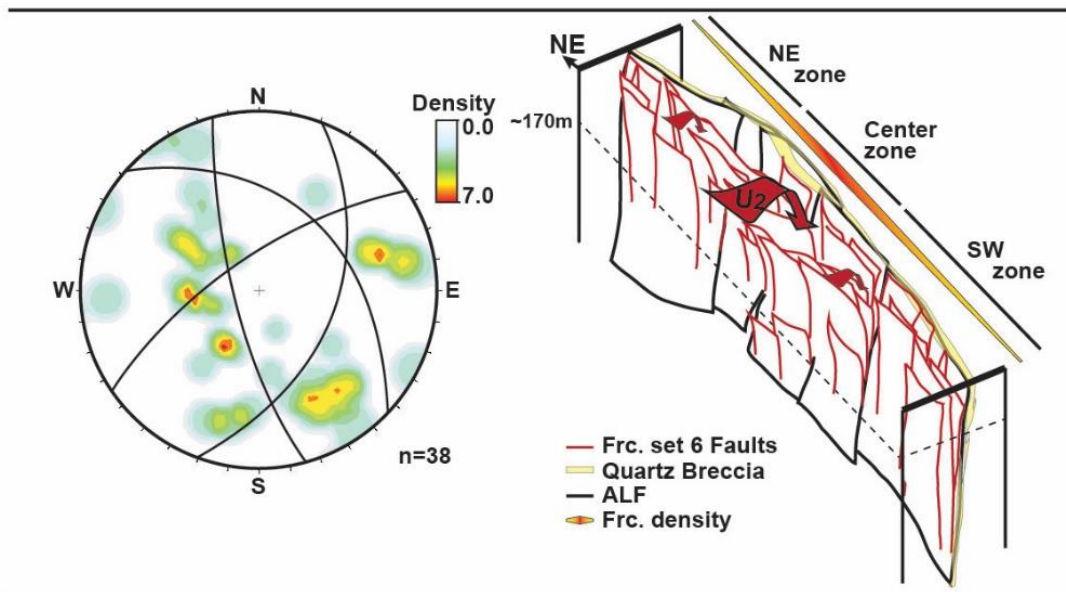 N
Density
0.0
7.0
W
E
S
n=38
NE
~170m
NE
zone
Center
zone
SW
zone
U2
Frc. set 6 Faults
Quartz Breccia
ALF
Frc. density